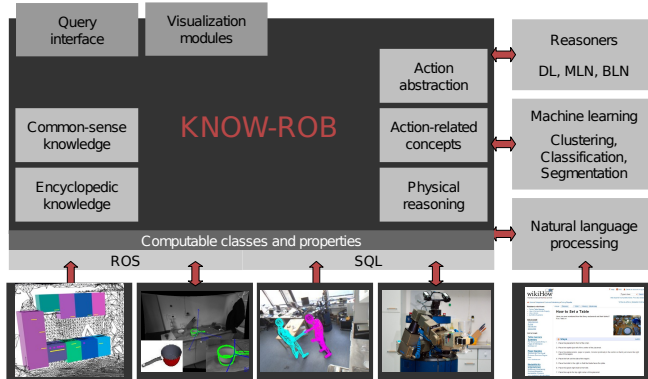 Query
interface
Visualization
modules
Reasoners
DL, MLN, BLN
Action
abstraction
KNOW-ROB
Common-sense
knowledge
Action-related
concepts
Machine learning
Clustering,
Classification,
Segmentation
Encyclopedic
knowledge
Physical
reasoning
Natural language
processing
Computable classes and properties
ROS
SQL
wikiHow
How to Set a Table